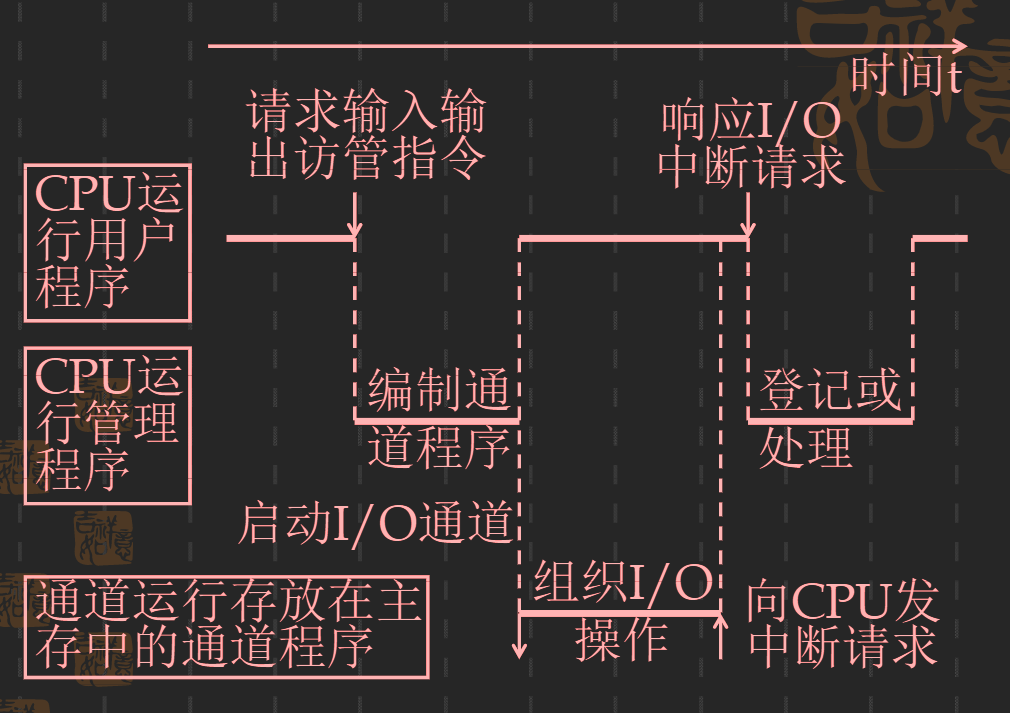 时间t
请求输入输
出访管指令
响应I/O
中断请求
CPU运
行用户
程序
CPU运
行管理
程序
编制通
道程序
登记或
处理
启动I/O通道
组织I/O
操作
向CPU发
中断请求
通道运行存放在主
存中的通道程序